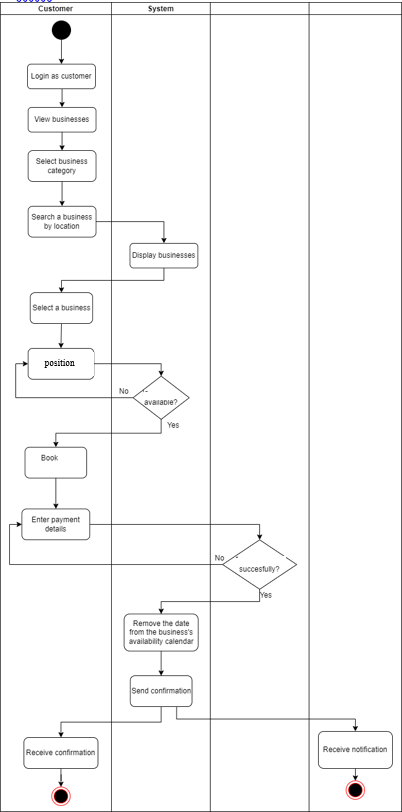 Customer
System
Login as customer
View businesses
Select business
category
Search a business
by location
Display businesses
Select a business
position
No
available?
Yes
Book
Enter payment
details
No
succesfully?
Yes
Remove the date
from the business's
availability calendar
Send confirmation
Receive confirmation
Receive notification